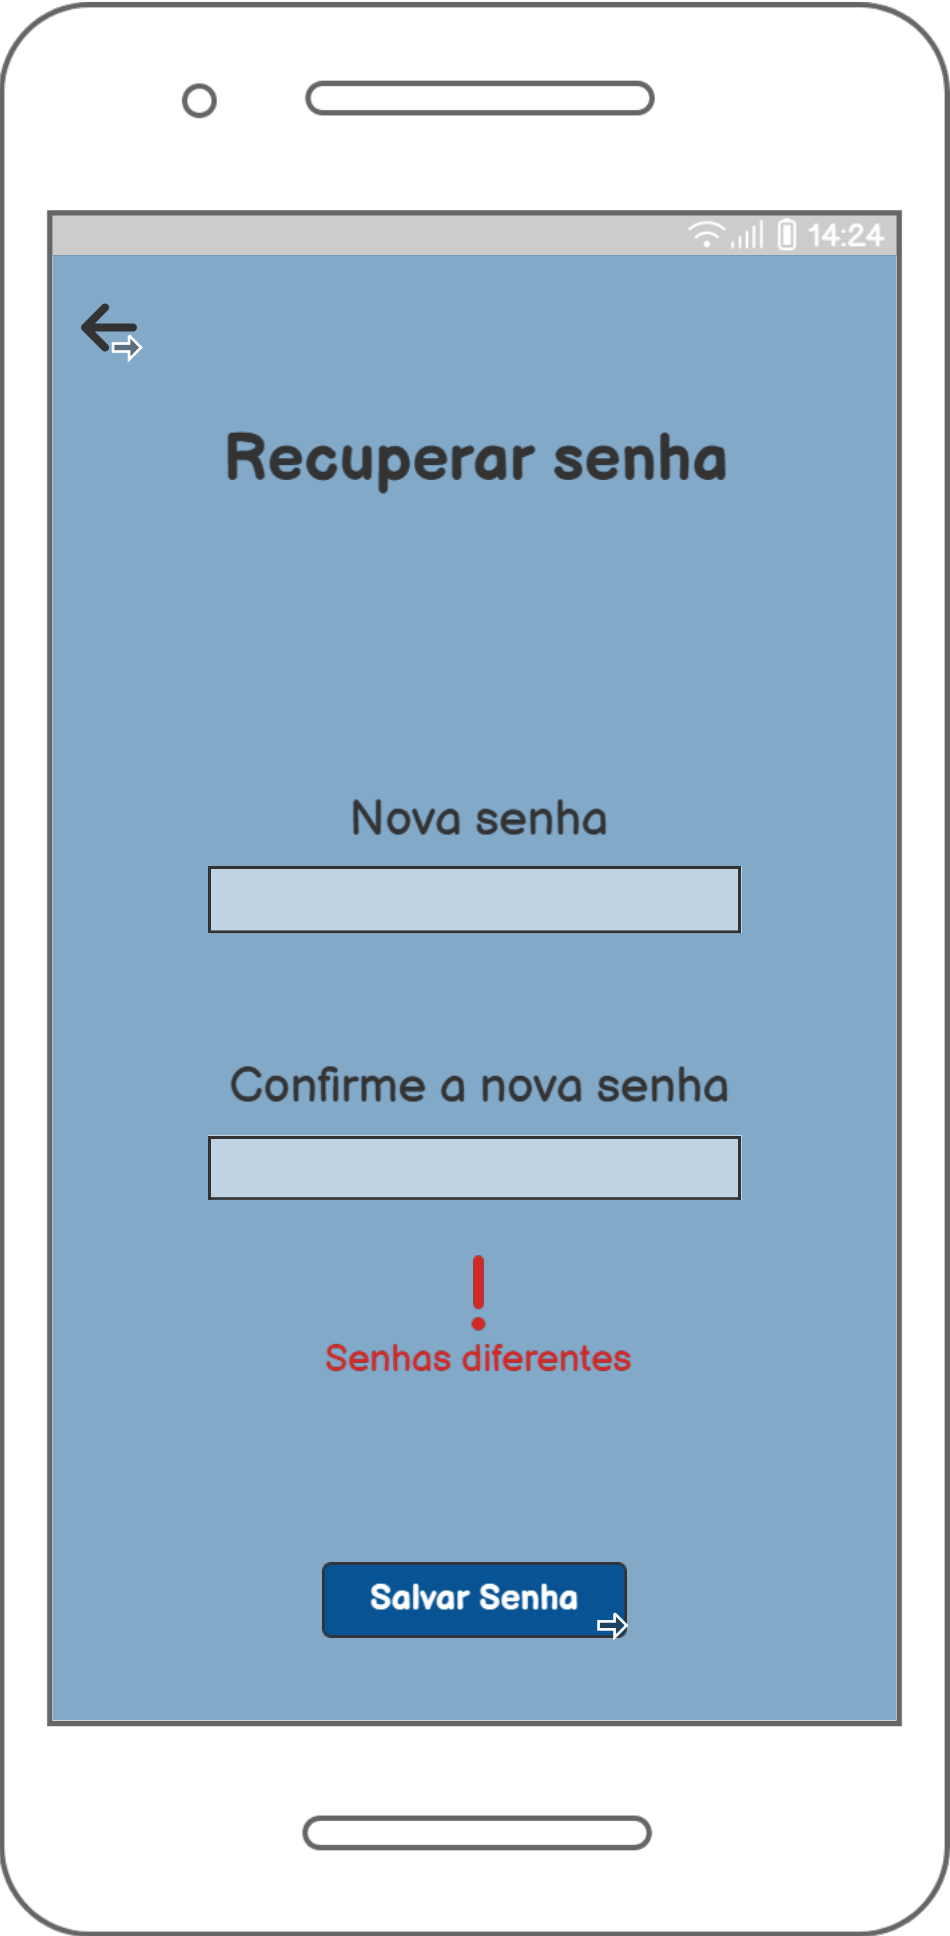 14:24
Recuperar senha
Nova senha
Confirme a nova senha
!
Senhas diferentes
Salvar Senha